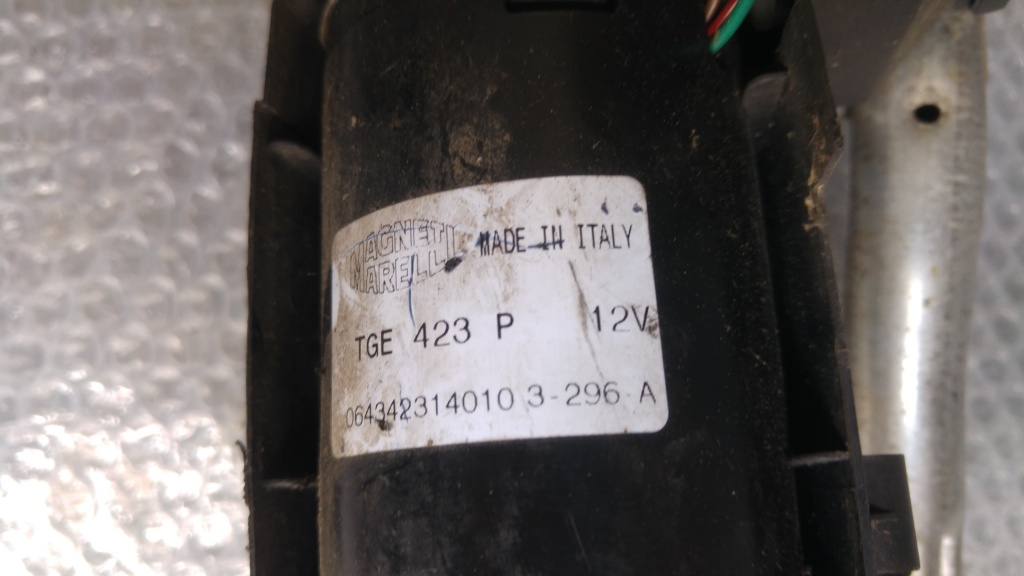 MAGNETI
MARELLI
MADE IN ITALY
TGE 423 P 12V
064342314010 3-296-A